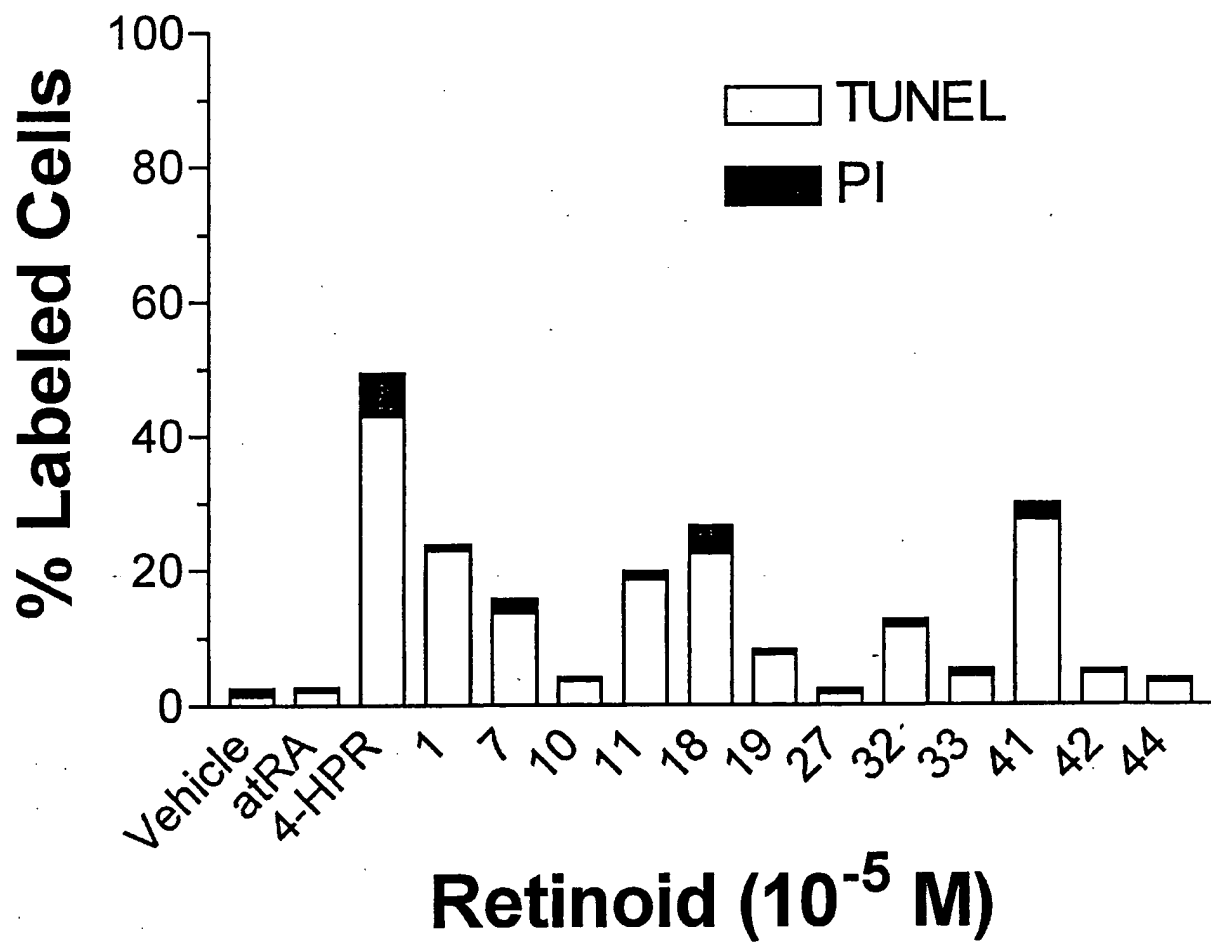 % Labeled Cells
100
80
60
40
20
0
TUNEL
PI
Vehicle
atRA
4-HPR
1
7
10
11
18
19
27
32
33
41
42
44
Retinoid (10⁻⁵ M)